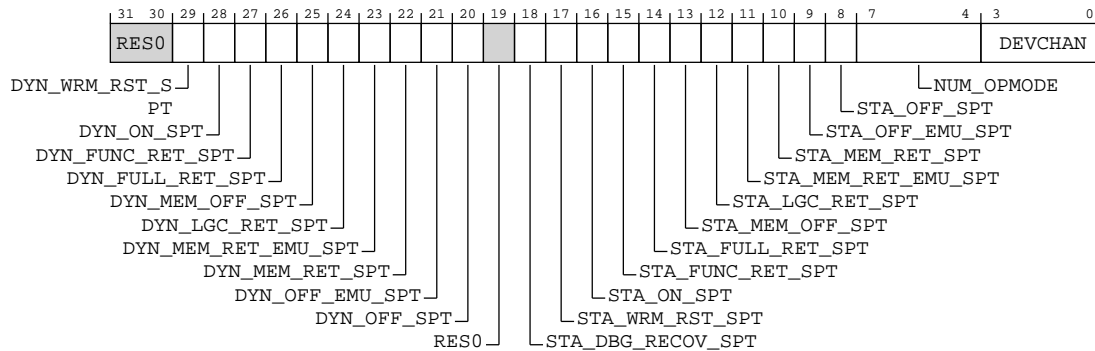 31 30 29 28 27 26 25 24 23 22 21 20 19 18 17 16 15 14 13 12 11 10 9 8 7 4 3 0
RES0 DEVCHAN
DYN_WRM_RST_S NUM_OPMODE
PT STA_OFF_SPT
DYN_ON_SPT STA_OFF_EMU_SPT
DYN_FUNC_RET_SPT STA_MEM_RET_SPT
DYN_FULL_RET_SPT STA_MEM_RET_EMU_SPT
DYN_MEM_OFF_SPT STA_LGC_RET_SPT
DYN_LGC_RET_SPT STA_MEM_OFF_SPT
DYN_MEM_RET_EMU_SPT STA_FULL_RET_SPT
DYN_MEM_RET_SPT STA_FUNC_RET_SPT
DYN_OFF_EMU_SPT STA_ON_SPT
DYN_OFF_SPT STA_WRM_RST_SPT
RES0 STA_DBG_RECOV_SPT